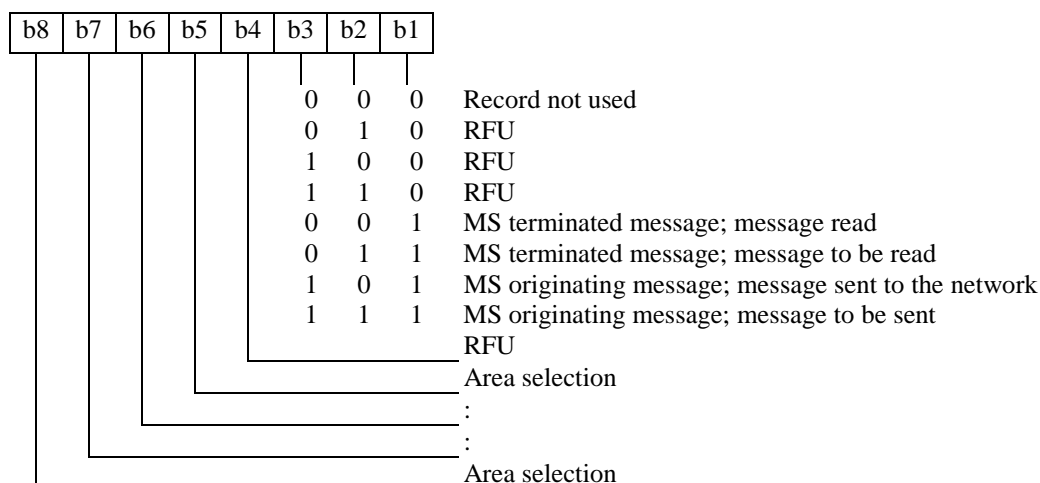 b8 b7 b6 b5 b4 b3 b2 b1
0 0 0 Record not used
0 1 0 RFU
1 0 0 RFU
1 1 0 RFU
0 0 1 MS terminated message; message read
0 1 1 MS terminated message; message to be read
1 0 1 MS originating message; message sent to the network
1 1 1 MS originating message; message to be sent
RFU
Area selection
:
:
Area selection